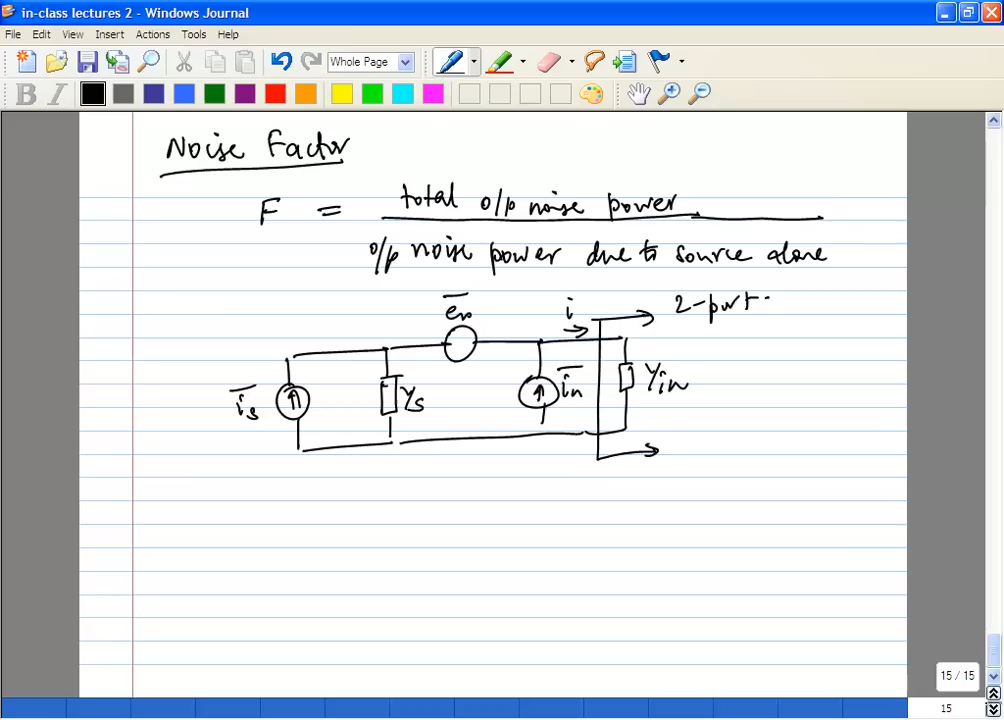 in-class lectures 2 - Windows Journal
File Edit View Insert Actions Tools Help
Whole Page
B I
Noise Factor
F = total o/p noise power
o/p noise power due to source alone
en i 2-port
is Ys in Yin
15 / 15
15